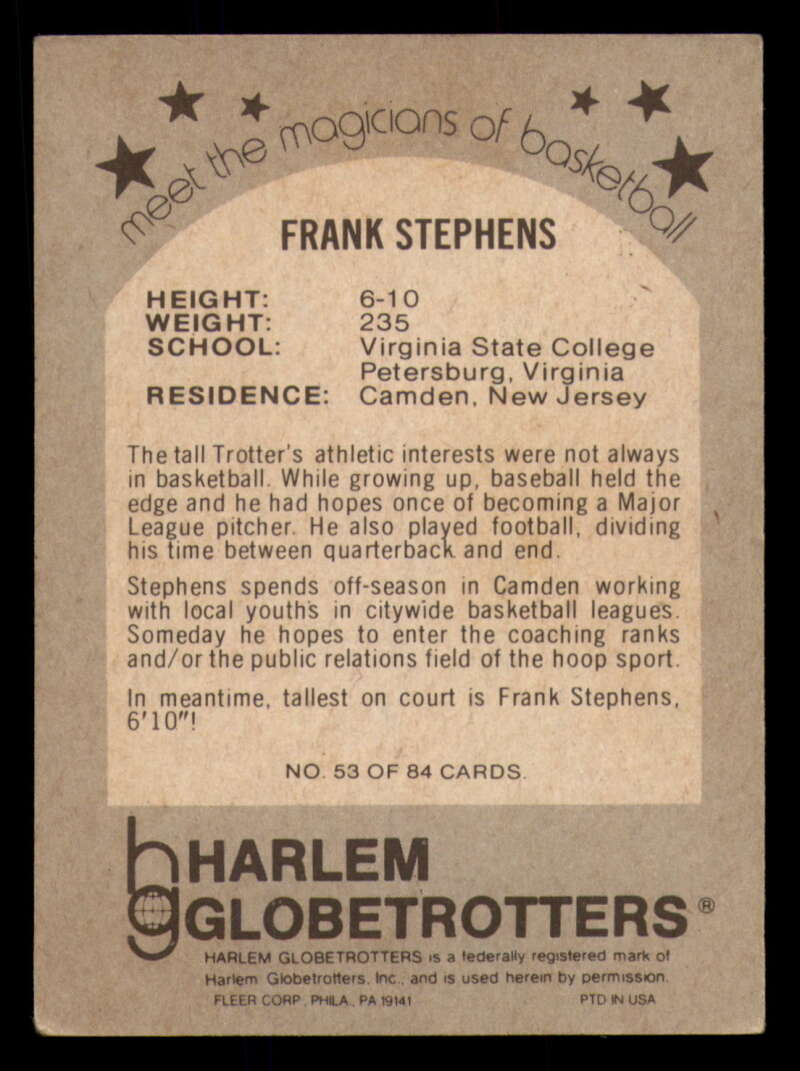 meet the magicians of basketball
FRANK STEPHENS
HEIGHT: 6-10
WEIGHT: 235
SCHOOL: Virginia State College
Petersburg, Virginia
RESIDENCE: Camden, New Jersey
The tall Trotter's athletic interests were not always
in basketball. While growing up, baseball held the
edge and he had hopes once of becoming a Major
League pitcher. He also played football, dividing
his time between quarterback and end.
Stephens spends off-season in Camden working
with local youths in citywide basketball leagues.
Someday he hopes to enter the coaching ranks
and/or the public relations field of the hoop sport.
In meantime, tallest on court is Frank Stephens,
6'10"!
NO. 53 OF 84 CARDS.
hg HARLEM
GLOBETROTTERS®
HARLEM GLOBETROTTERS is a federally registered mark of
Harlem Globetrotters, Inc., and is used herein by permission.
FLEER CORP., PHILA., PA 19141 PTD IN USA